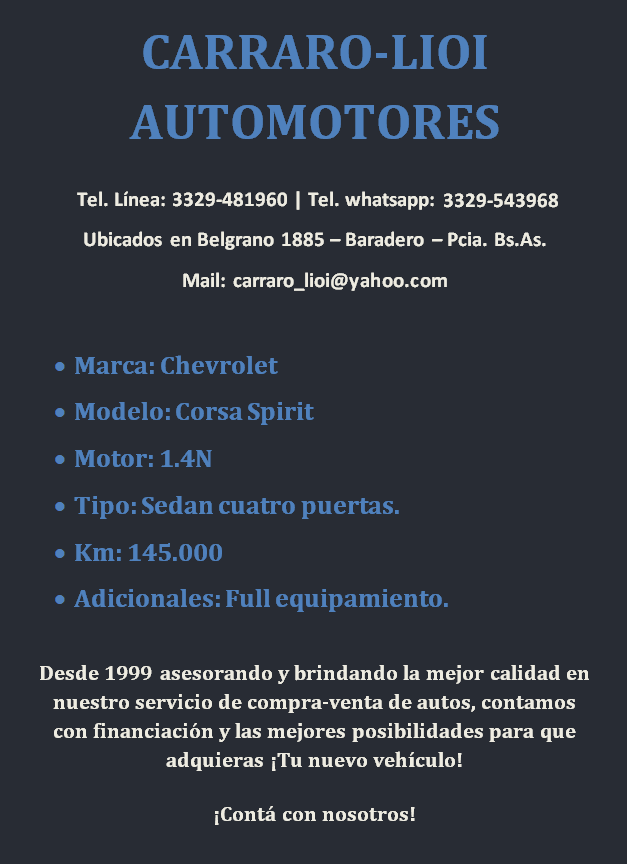 CARRARO-LIOI
AUTOMOTORES
Tel. Línea: 3329-481960 | Tel. whatsapp: 3329-543968
Ubicados en Belgrano 1885 – Baradero – Pcia. Bs.As.
Mail: carraro_lioi@yahoo.com
• Marca: Chevrolet
• Modelo: Corsa Spirit
• Motor: 1.4N
• Tipo: Sedan cuatro puertas.
• Km: 145.000
• Adicionales: Full equipamiento.
Desde 1999 asesorando y brindando la mejor calidad en
nuestro servicio de compra-venta de autos, contamos
con financiación y las mejores posibilidades para que
adquieras ¡Tu nuevo vehículo!
¡Contá con nosotros!